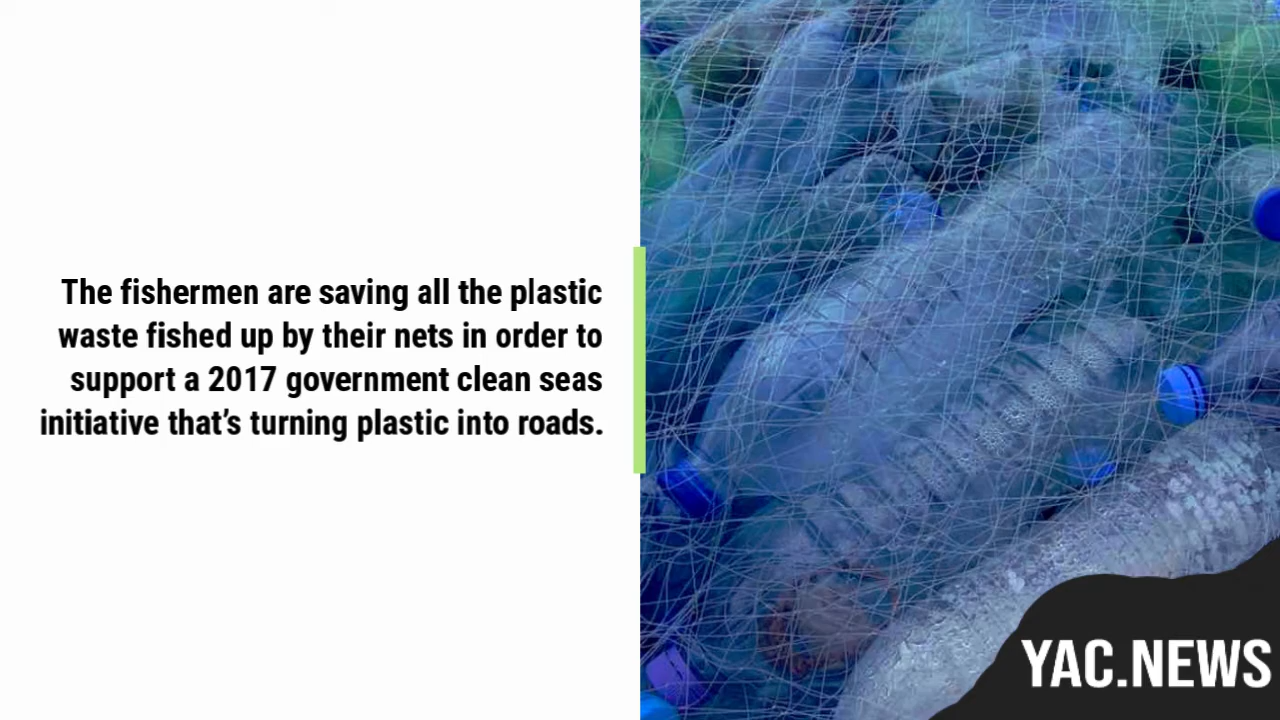 The fishermen are saving all the plastic
waste fished up by their nets in order to
support a 2017 government clean seas
initiative that’s turning plastic into roads.
YAC.NEWS